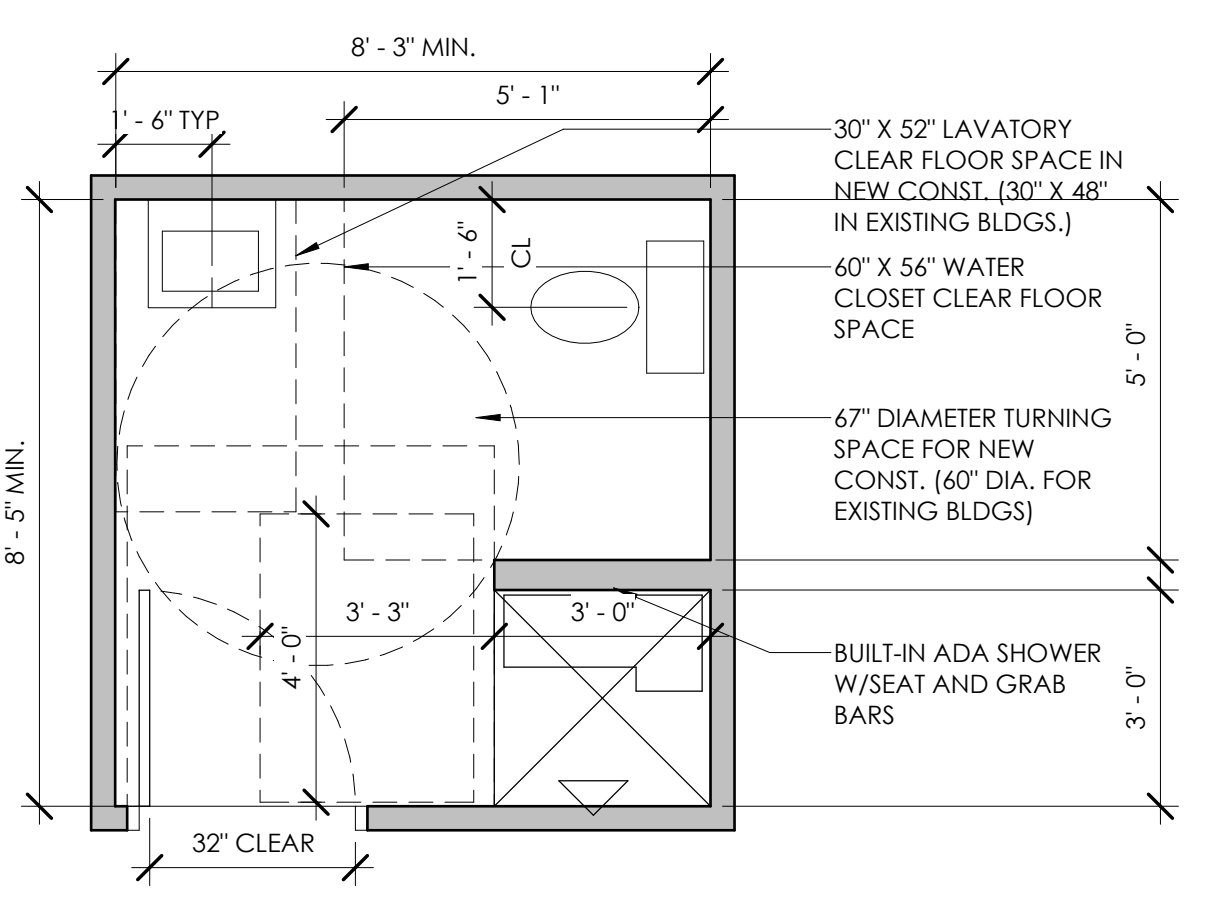 8' - 3" MIN.
5' - 1"
1' - 6" TYP
30" X 52" LAVATORY
CLEAR FLOOR SPACE IN
NEW CONST. (30" X 48"
IN EXISTING BLDGS.)
1' - 6"
CL
60" X 56" WATER
CLOSET CLEAR FLOOR
SPACE
5' - 0"
67" DIAMETER TURNING
SPACE FOR NEW
CONST. (60" DIA. FOR
EXISTING BLDGS)
8' - 5" MIN.
3' - 3"
3' - 0"
4' - 0"
BUILT-IN ADA SHOWER
W/SEAT AND GRAB
BARS
3' - 0"
32" CLEAR